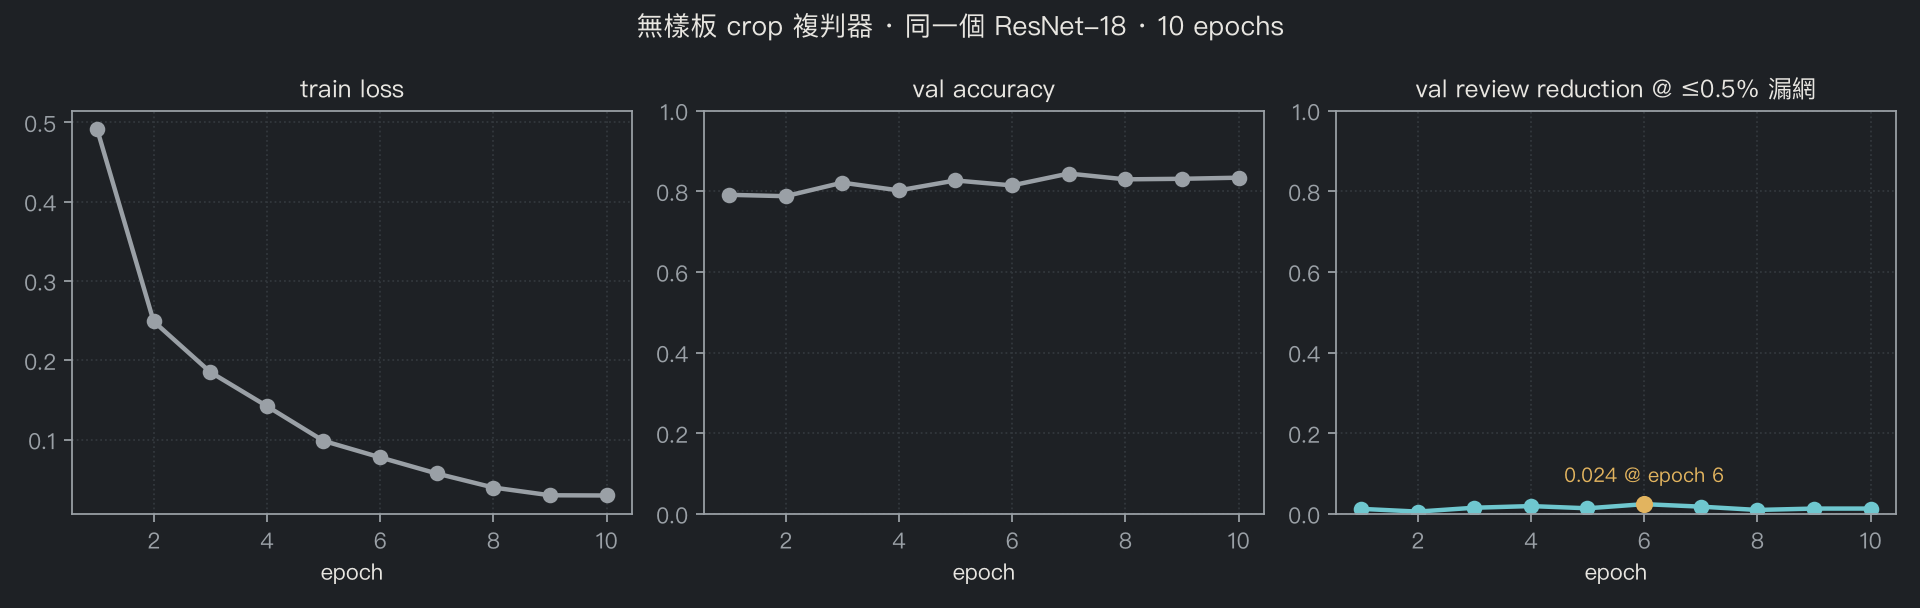 無樣板 crop 複判器 · 同一個 ResNet-18 · 10 epochs
train loss
0.5
0.4
0.3
0.2
0.1
2 4 6 8 10
epoch
val accuracy
1.0
0.8
0.6
0.4
0.2
0.0
2 4 6 8 10
epoch
val review reduction @ ≤0.5% 漏網
1.0
0.8
0.6
0.4
0.2
0.0
0.024 @ epoch 6
2 4 6 8 10
epoch